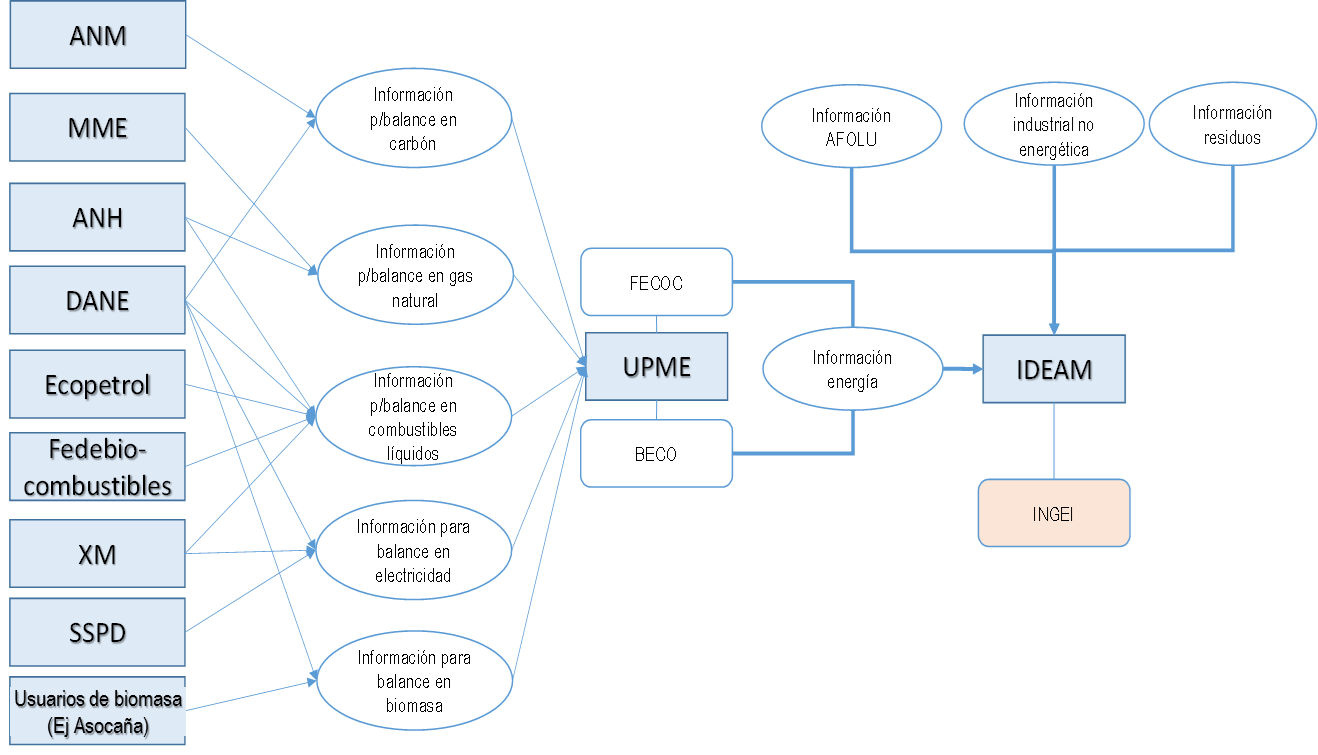 ANM
MME
ANH
DANE
Ecopetrol
Fedebio-
combustibles
XM
SSPD
Usuarios de biomasa
(Ej Asocaña)
Información
p/balance en
carbón
Información
p/balance en gas
natural
Información
p/balance en
combustibles
líquidos
Información para
balance en
electricidad
Información para
balance en
biomasa
FECOC
UPME
BECO
Información
energía
Información
AFOLU
Información
industrial no
energética
Información
residuos
IDEAM
INGEI